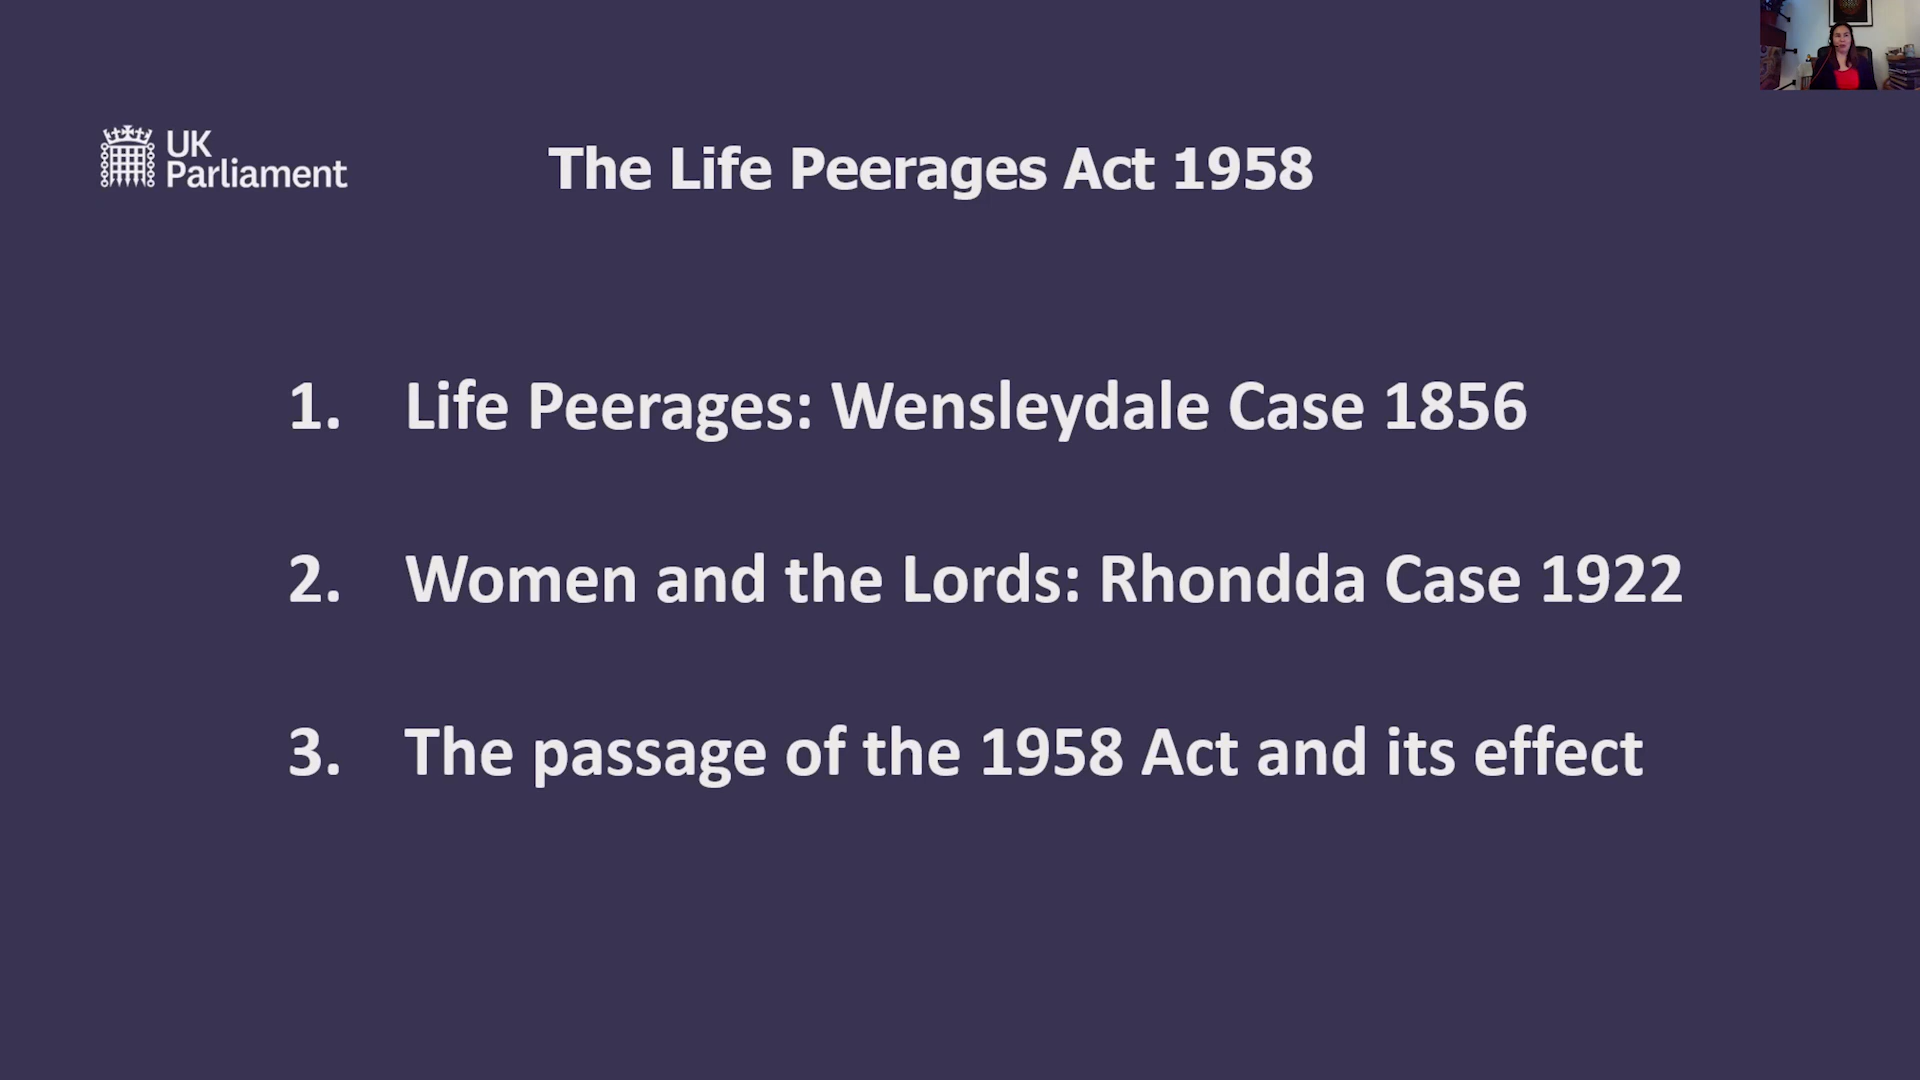 UK
Parliament
The Life Peerages Act 1958
1. Life Peerages: Wensleydale Case 1856
2. Women and the Lords: Rhondda Case 1922
3. The passage of the 1958 Act and its effect